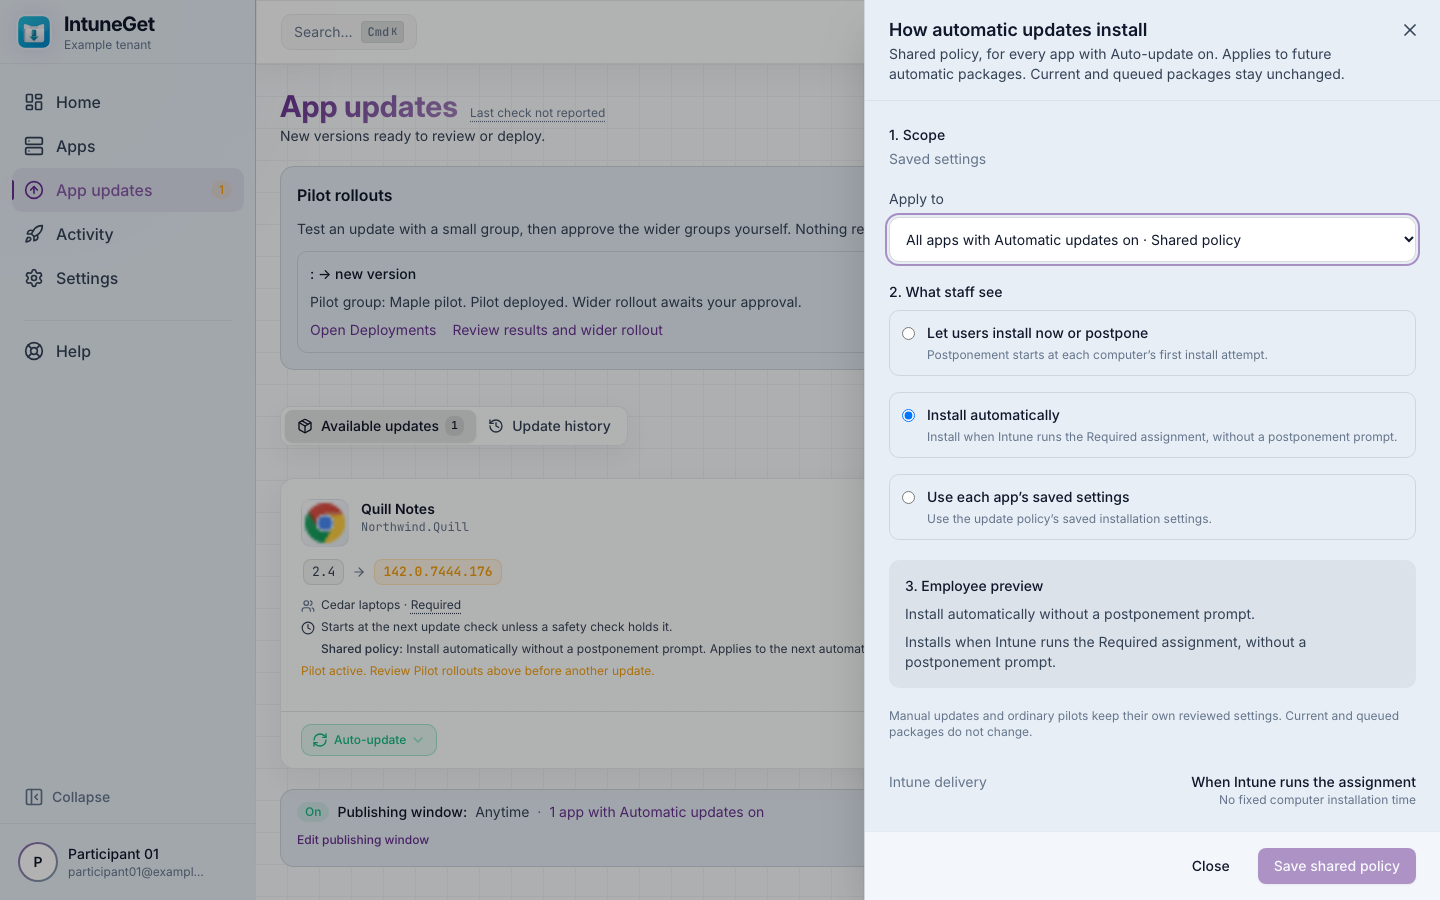 IntuneGet
Example tenant
Home
Apps
App updates
1
Activity
Settings
Help
Collapse
P
Participant 01
participant01@exampl...
Search...
Cmd K
App updates
Last check not reported
New versions ready to review or deploy.
Pilot rollouts
Test an update with a small group, then approve the wider groups yourself. Nothing re
: → new version
Pilot group: Maple pilot. Pilot deployed. Wider rollout awaits your approval.
Open Deployments
Review results and wider rollout
Available updates
1
Update history
Quill Notes
Northwind.Quill
2.4 → 142.0.7444.176
Cedar laptops · Required
Starts at the next update check unless a safety check holds it.
Shared policy: Install automatically without a postponement prompt. Applies to the next automat
Pilot active. Review Pilot rollouts above before another update.
Auto-update
On
Publishing window: Anytime · 1 app with Automatic updates on
Edit publishing window
How automatic updates install
Shared policy, for every app with Auto-update on. Applies to future
automatic packages. Current and queued packages stay unchanged.
1. Scope
Saved settings
Apply to
All apps with Automatic updates on · Shared policy
2. What staff see
Let users install now or postpone
Postponement starts at each computer’s first install attempt.
Install automatically
Install when Intune runs the Required assignment, without a postponement prompt.
Use each app’s saved settings
Use the update policy’s saved installation settings.
3. Employee preview
Install automatically without a postponement prompt.
Installs when Intune runs the Required assignment, without a
postponement prompt.
Manual updates and ordinary pilots keep their own reviewed settings. Current and queued
packages do not change.
Intune delivery
When Intune runs the assignment
No fixed computer installation time
Close
Save shared policy